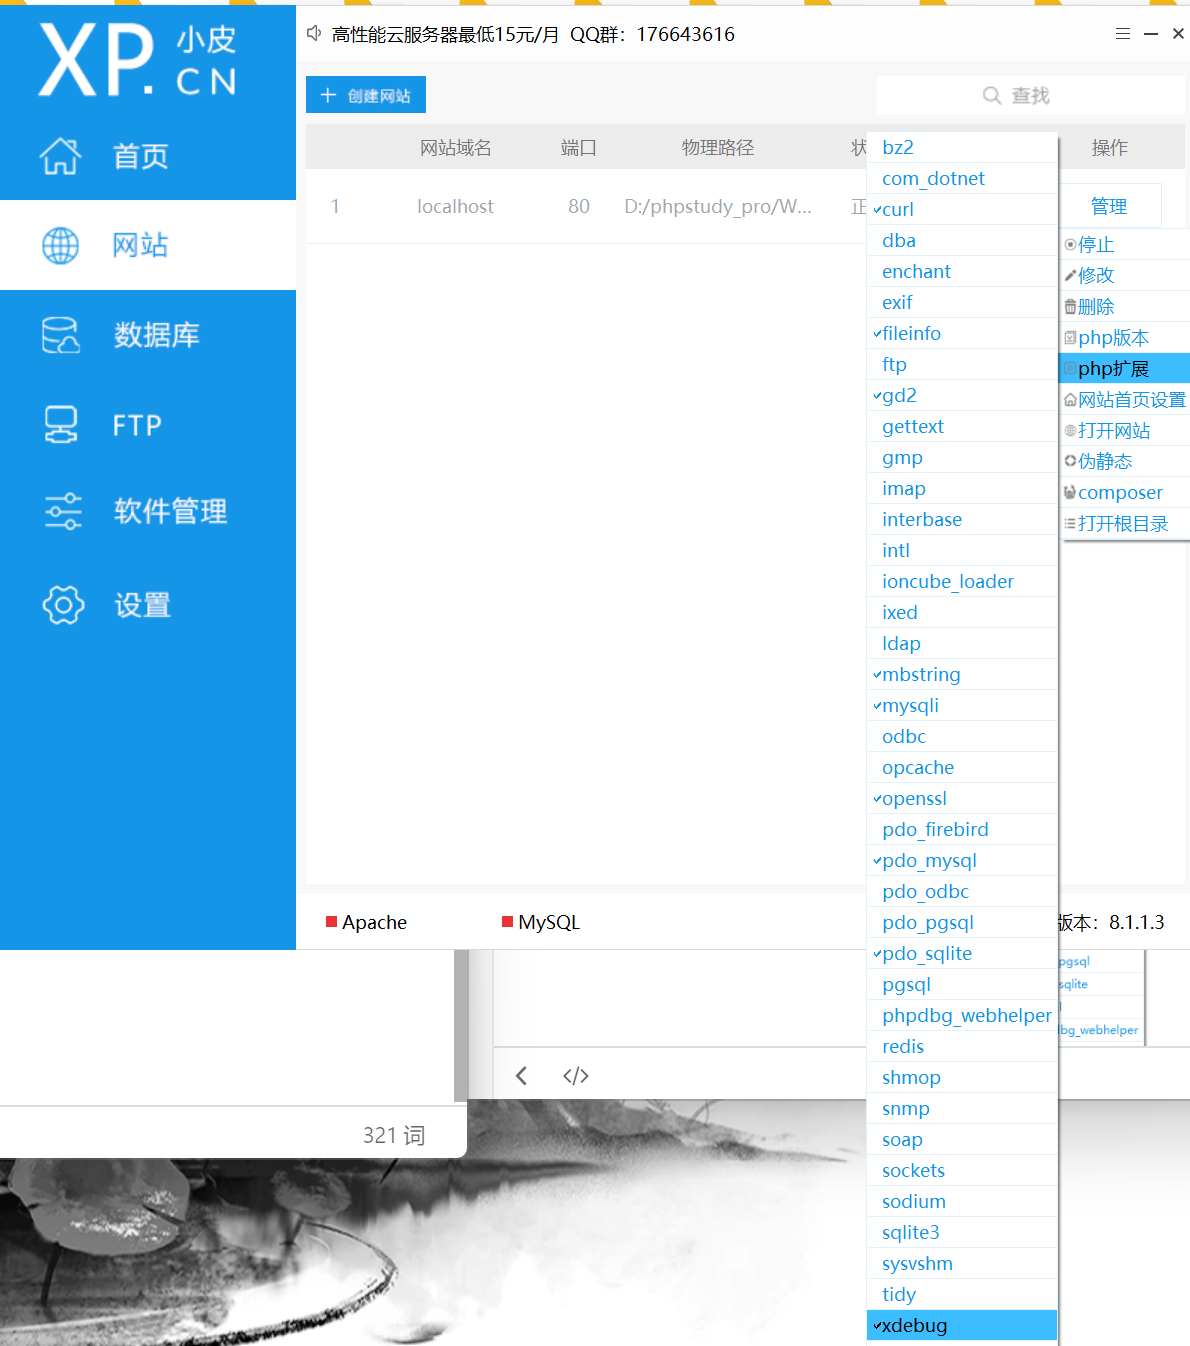 XP. 小皮
CN
首页
网站
数据库
FTP
软件管理
设置
高性能云服务器最低15元/月 QQ群：176643616
创建网站
查找
网站域名 端口 物理路径 操作
1 localhost 80 D:/phpstudy_pro/W... 正 管理
bz2
com_dotnet
curl
dba
enchant
exif
fileinfo
ftp
gd2
gettext
gmp
imap
interbase
intl
ioncube_loader
ixed
ldap
mbstring
mysqli
odbc
opcache
openssl
pdo_firebird
pdo_mysql
pdo_odbc
pdo_pgsql
pdo_sqlite
pgsql
phpdbg_webhelper
redis
shmop
snmp
soap
sockets
sodium
sqlite3
sysvshm
tidy
xdebug
停止
修改
删除
php版本
php扩展
网站首页设置
打开网站
伪静态
composer
打开根目录
Apache MySQL 版本：8.1.1.3
pgsql
sqlite
bg_webhelper
321 词